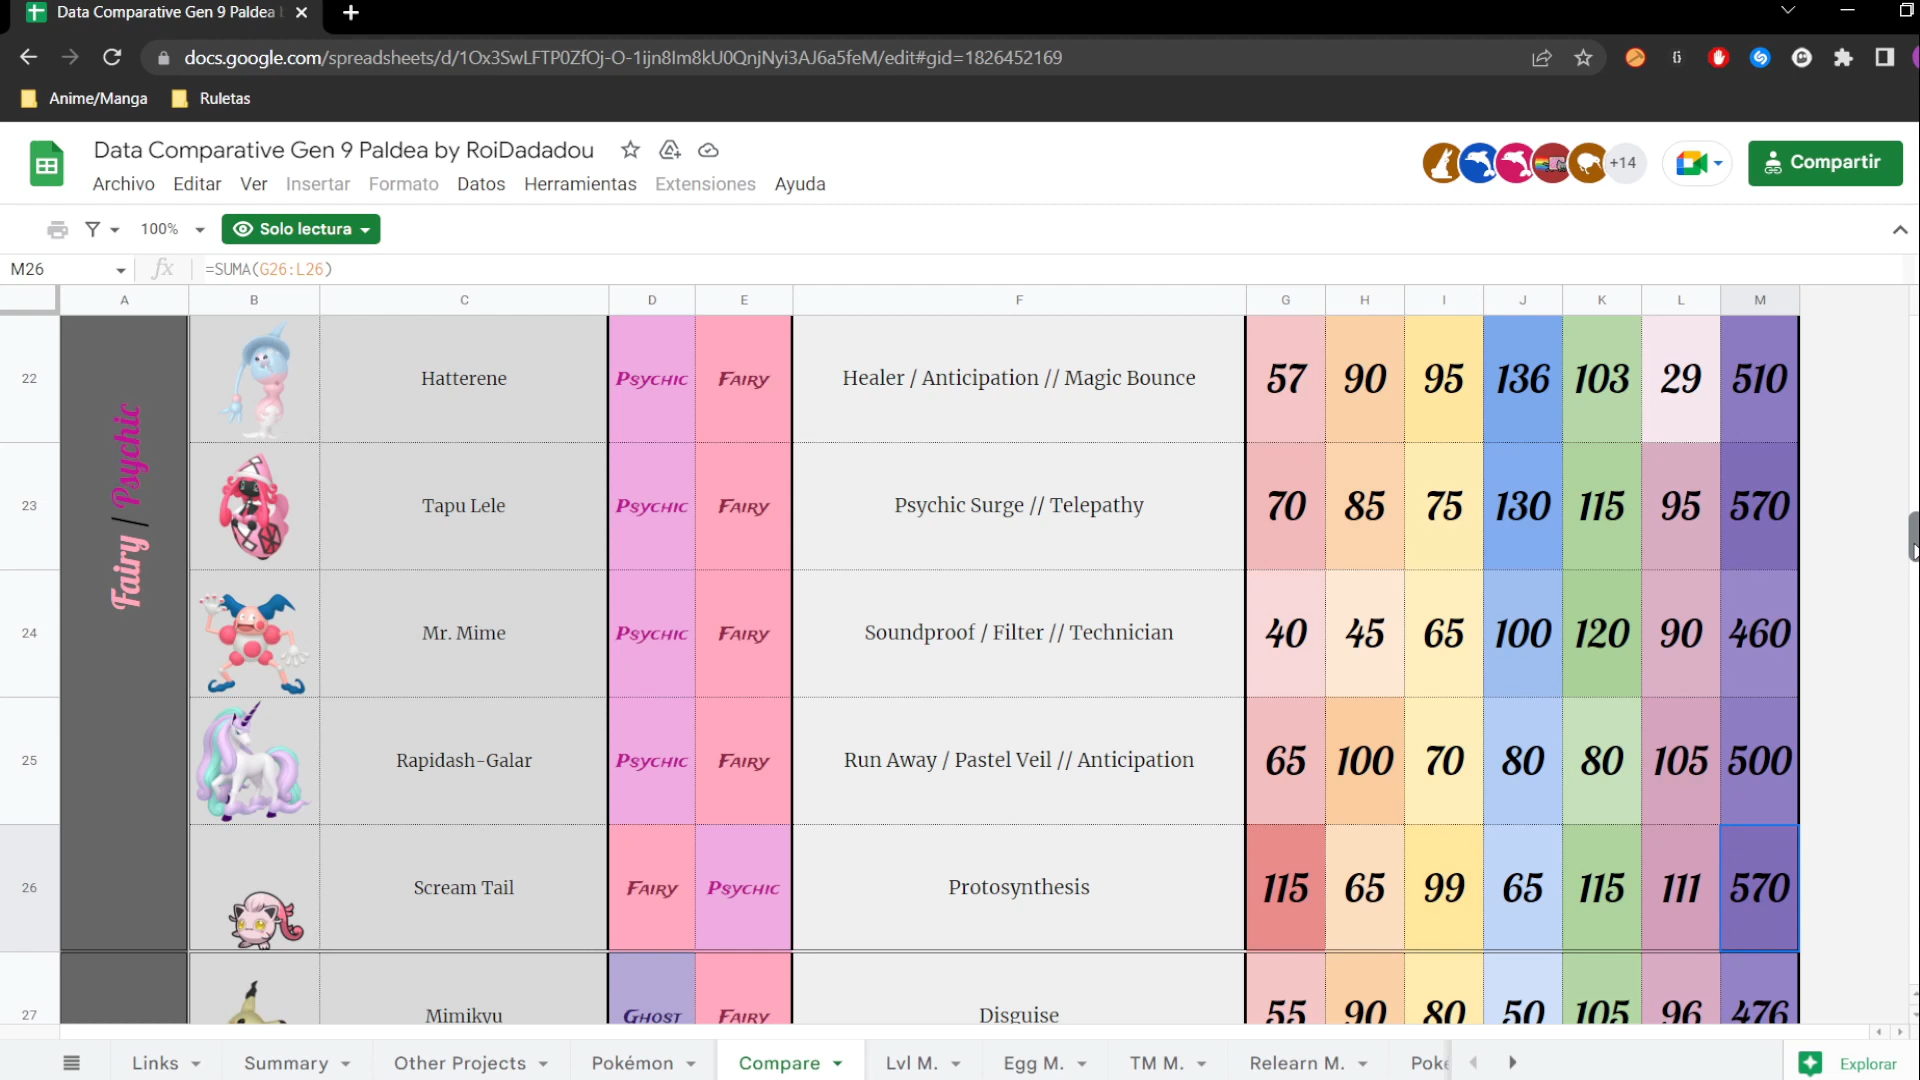 Data Comparative Gen 9 Paldea
docs.google.com/spreadsheets/d/1Ox3SwLFTP0ZfOj-O-1ijn8Im8kU0QnjNyi3AJ6a5feM/edit#gid=1826452169
Anime/Manga Ruletas
Data Comparative Gen 9 Paldea by RoiDadadou
+14 Compartir
Archivo Editar Ver Insertar Formato Datos Herramientas Extensiones Ayuda
100% Solo lectura
M26 fx =SUMA(G26:L26)
A B C D E F G H I J K L M
Fairy / Psychic
22 Hatterene Psychic Fairy Healer / Anticipation // Magic Bounce 57 90 95 136 103 29 510
23 Tapu Lele Psychic Fairy Psychic Surge // Telepathy 70 85 75 130 115 95 570
24 Mr. Mime Psychic Fairy Soundproof / Filter // Technician 40 45 65 100 120 90 460
25 Rapidash-Galar Psychic Fairy Run Away / Pastel Veil // Anticipation 65 100 70 80 80 105 500
26 Scream Tail Fairy Psychic Protosynthesis 115 65 99 65 115 111 570
27 Mimikyu Ghost Fairy Disguise 55 90 80 50 105 96 476
Links Summary Other Projects Pokémon Compare Lvl M. Egg M. TM M. Relearn M. Poke Explorar